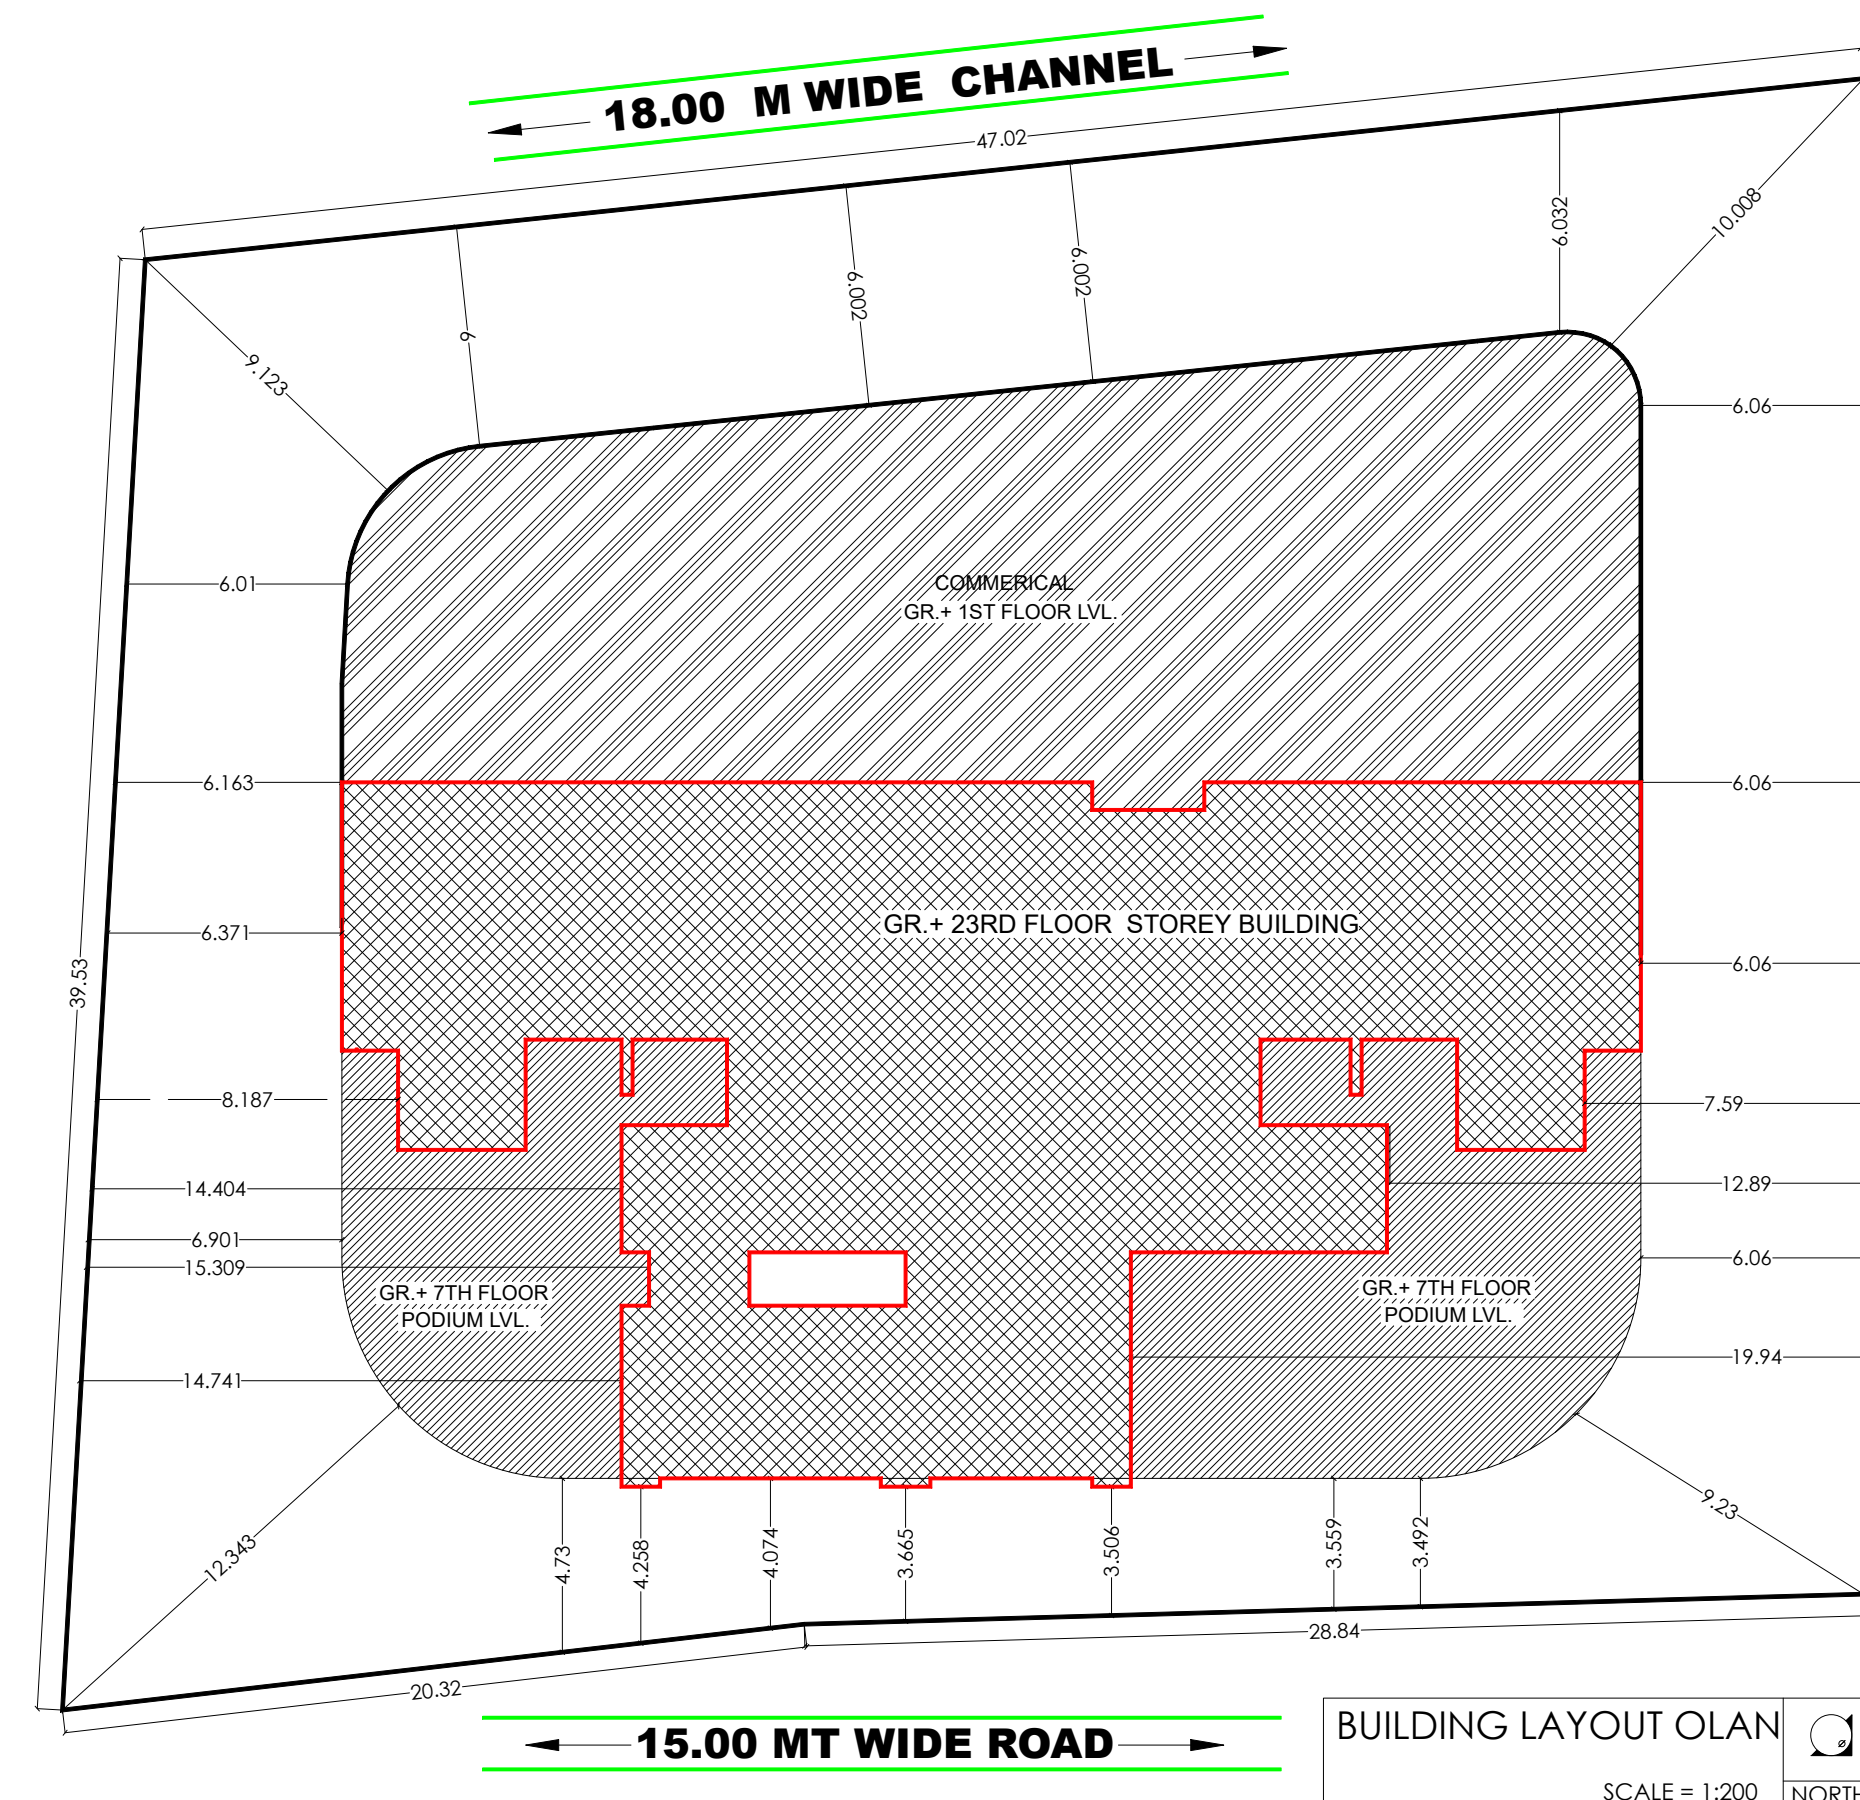 18.00 M WIDE CHANNEL
47.02
6.032
10.008
6.002
6.002
6
9.123
6.06
6.01
COMMERICAL
GR.+ 1ST FLOOR LVL.
6.163
6.06
GR.+ 23RD FLOOR STOREY BUILDING
6.371
6.06
39.53
8.187
7.59
14.404
12.89
6.901
15.309
6.06
GR.+ 7TH FLOOR
PODIUM LVL.
GR.+ 7TH FLOOR
PODIUM LVL.
19.94
14.741
12.343
4.73
4.258
4.074
3.665
3.506
3.559
3.492
9.23
28.84
20.32
15.00 MT WIDE ROAD
BUILDING LAYOUT OLAN
SCALE = 1:200
NORTH